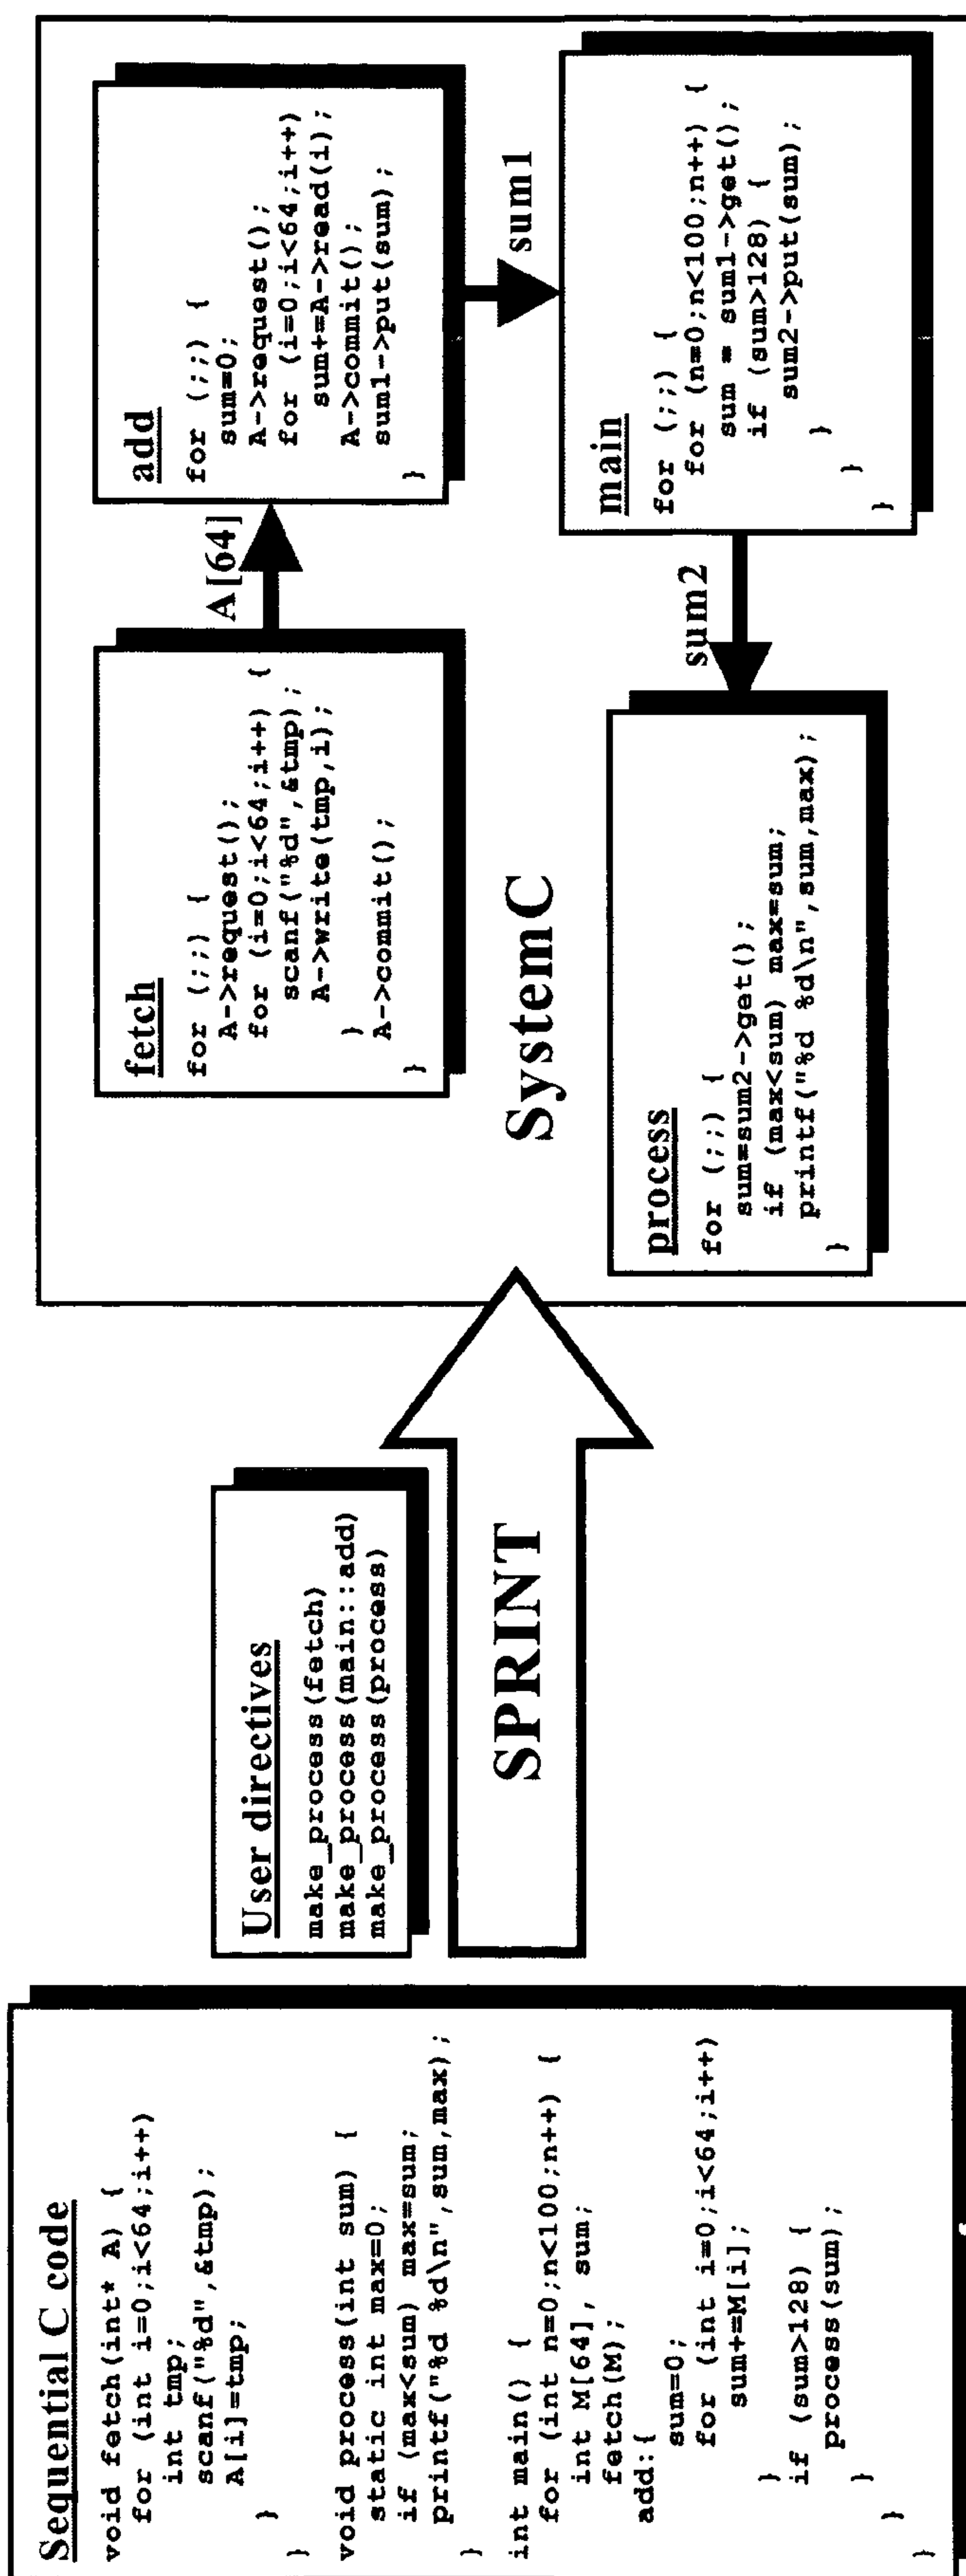 Sequential C code
void fetch(int* A) {
for (int i=0;i<64;i++)
int tmp;
scanf("%d",&tmp);
A[i]=tmp;
}
}
void process(int sum) {
static int max=0;
if (max<sum) max=sum;
printf("%d %d\n",sum,max);
}
int main() {
for (int n=0;n<100;n++) {
int M[64], sum;
fetch(M);
add:{
sum=0;
for (int i=0;i<64;i++)
sum+=M[i];
}
if (sum>128) {
process(sum);
}
}
}
User directives
make_process(fetch)
make_process(main::add)
make_process(process)
SPRINT
fetch
for (;;) {
A->request();
for (i=0;i<64;i++) {
scanf("%d",&tmp);
A->write(tmp,i);
}
A->commit();
}
A[64]
add
for (;;) {
sum=0;
A->request();
for (i=0;i<64;i++)
sum+=A->read(i);
A->commit();
sum1->put(sum);
}
SystemC
sum1
process
for (;;) {
sum=sum2->get();
if (max<sum) max=sum;
printf("%d %d\n",sum,max);
}
sum2
main
for (;;) {
for (n=0;n<100;n++) {
sum = sum1->get();
if (sum>128) {
sum2->put(sum);
}
}
}